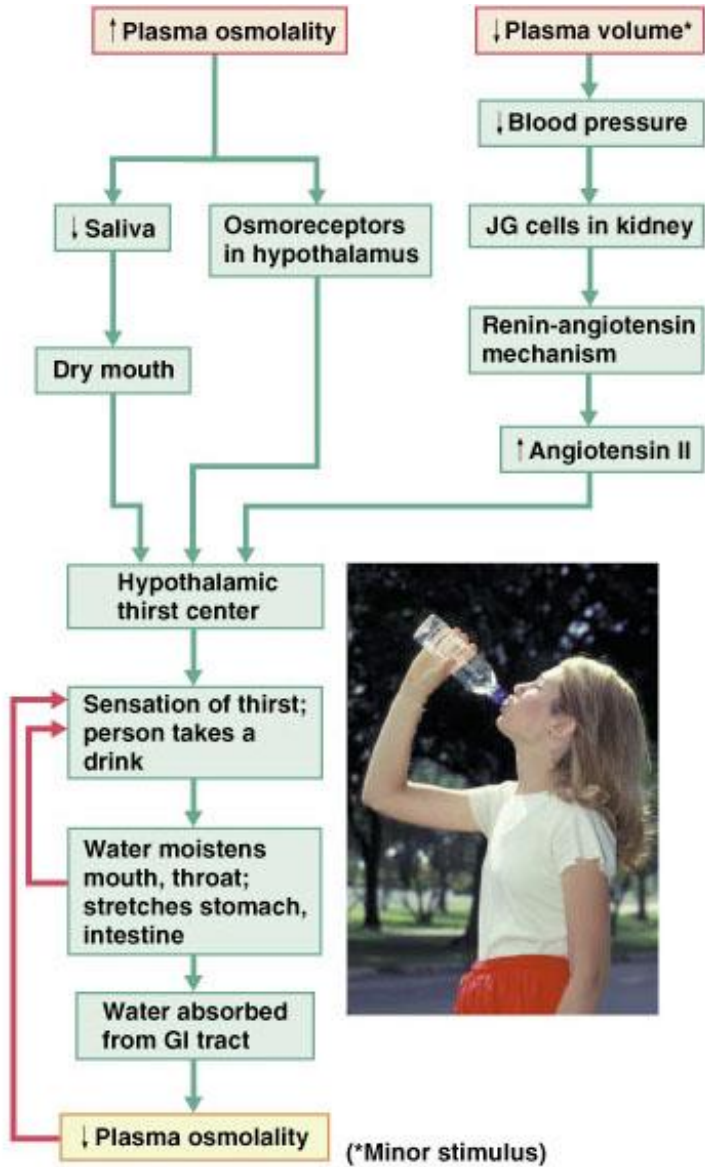 ↑ Plasma osmolality
↓ Plasma volume*
↓ Blood pressure
↓ Saliva
Osmoreceptors
in hypothalamus
JG cells in kidney
Dry mouth
Renin-angiotensin
mechanism
↑ Angiotensin II
Hypothalamic
thirst center
Sensation of thirst;
person takes a
drink
Water moistens
mouth, throat;
stretches stomach,
intestine
Water absorbed
from GI tract
↓ Plasma osmolality
(*Minor stimulus)